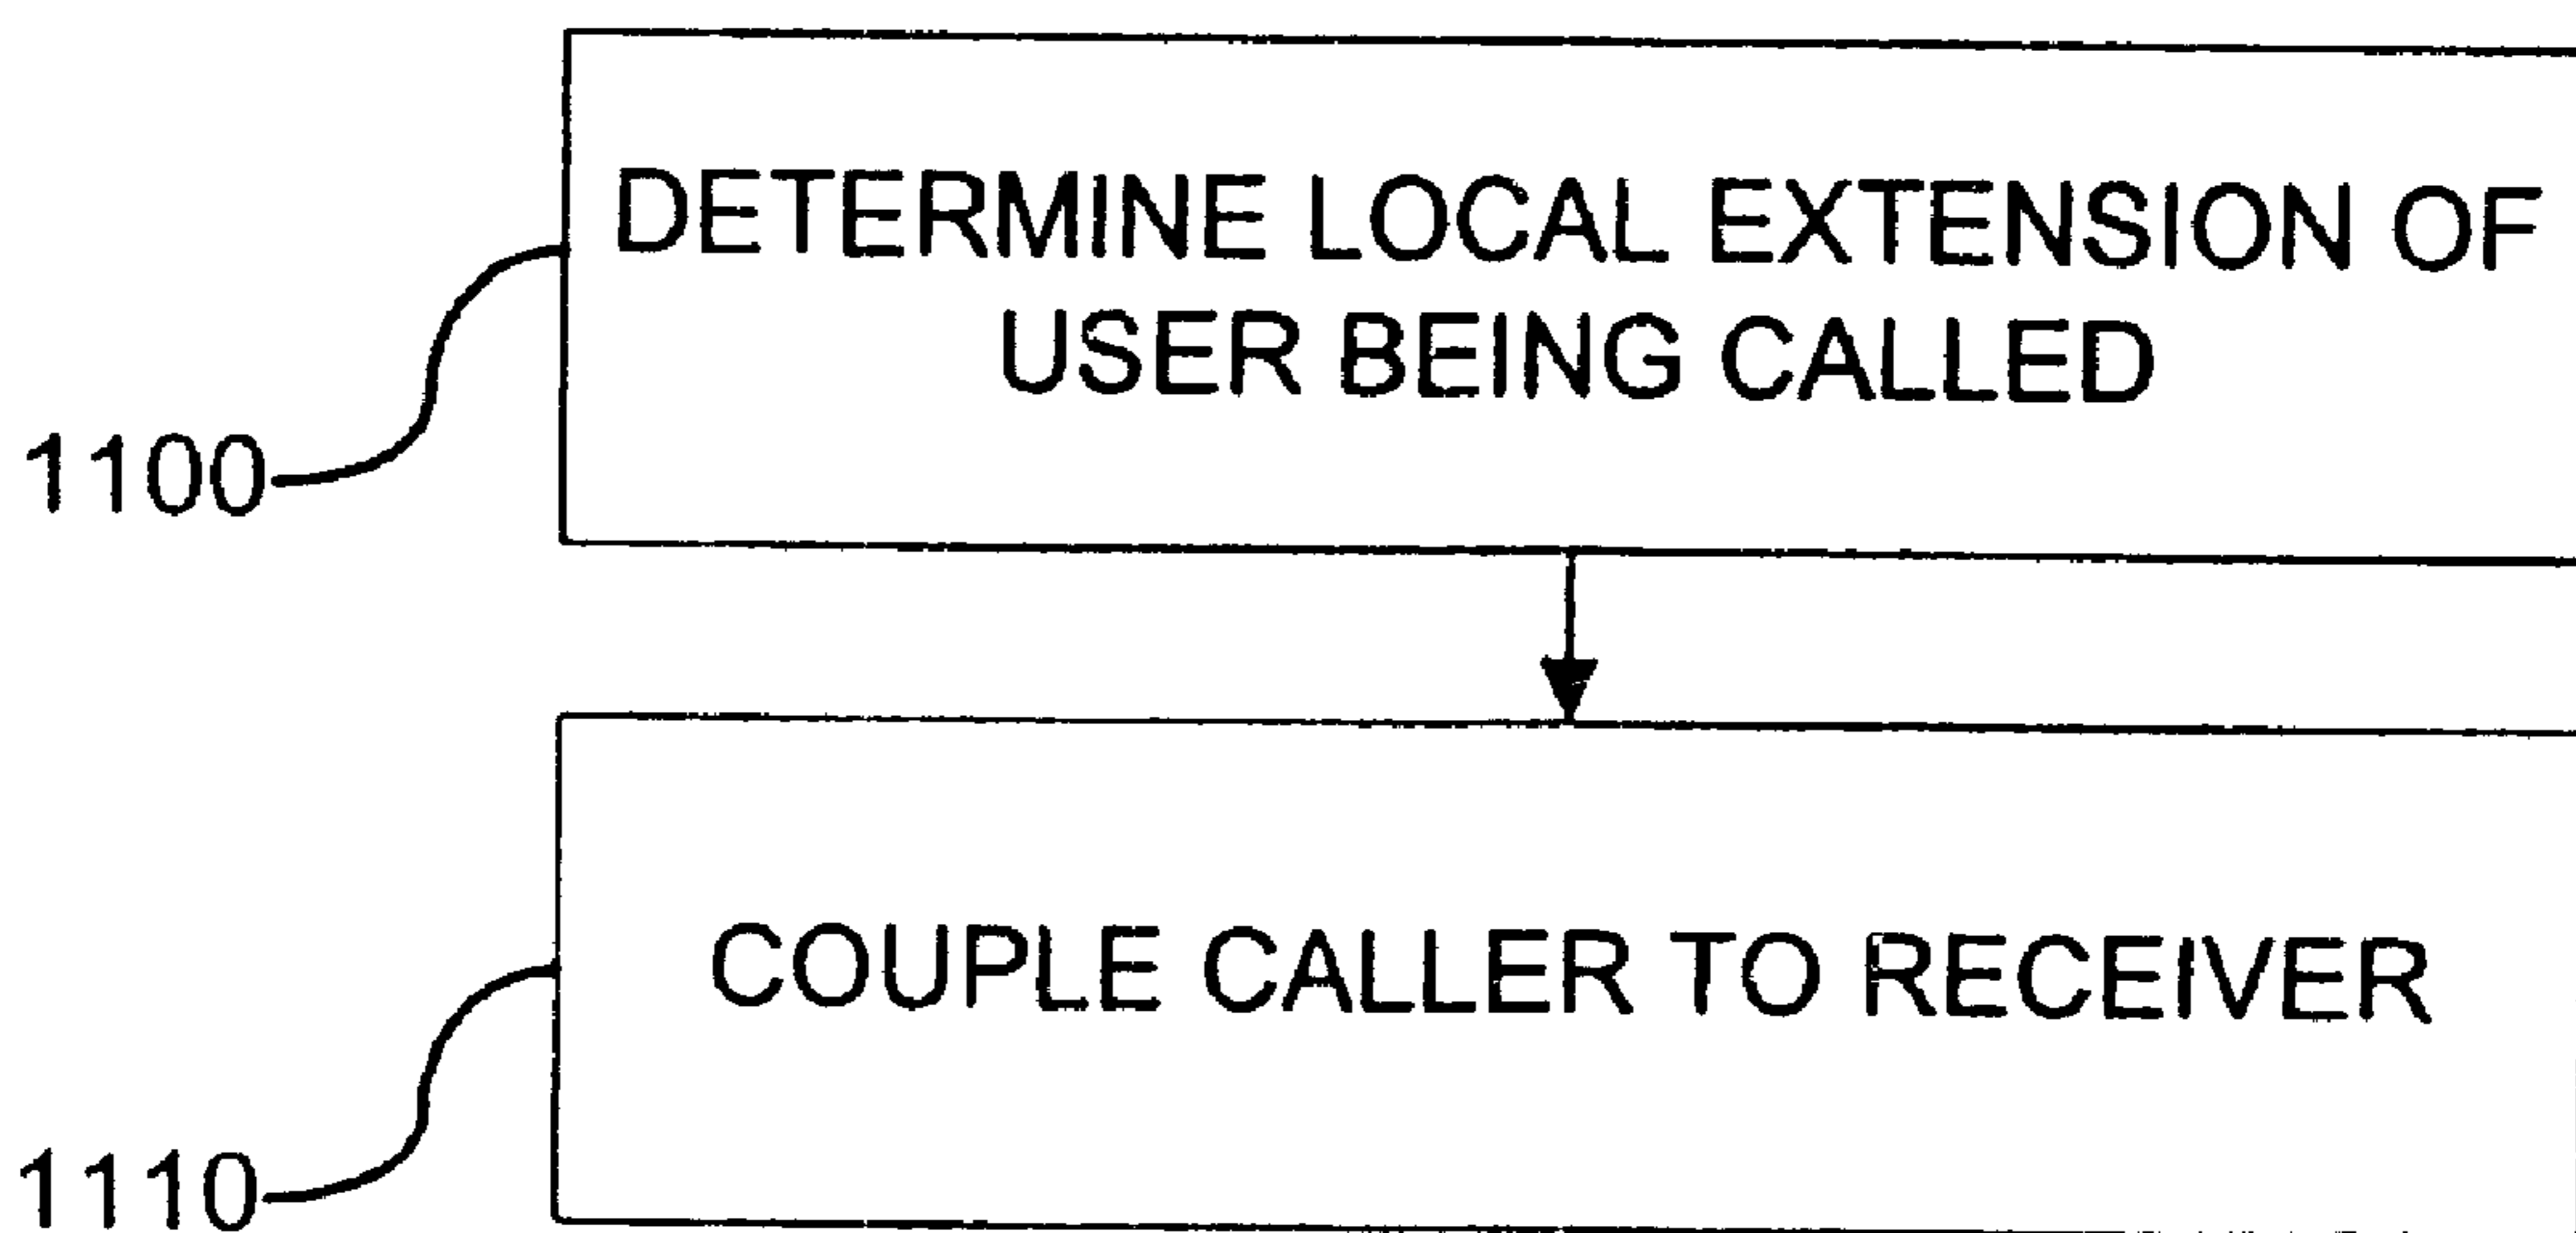 DETERMINE LOCAL EXTENSION OF
USER BEING CALLED
1100
COUPLE CALLER TO RECEIVER
1110